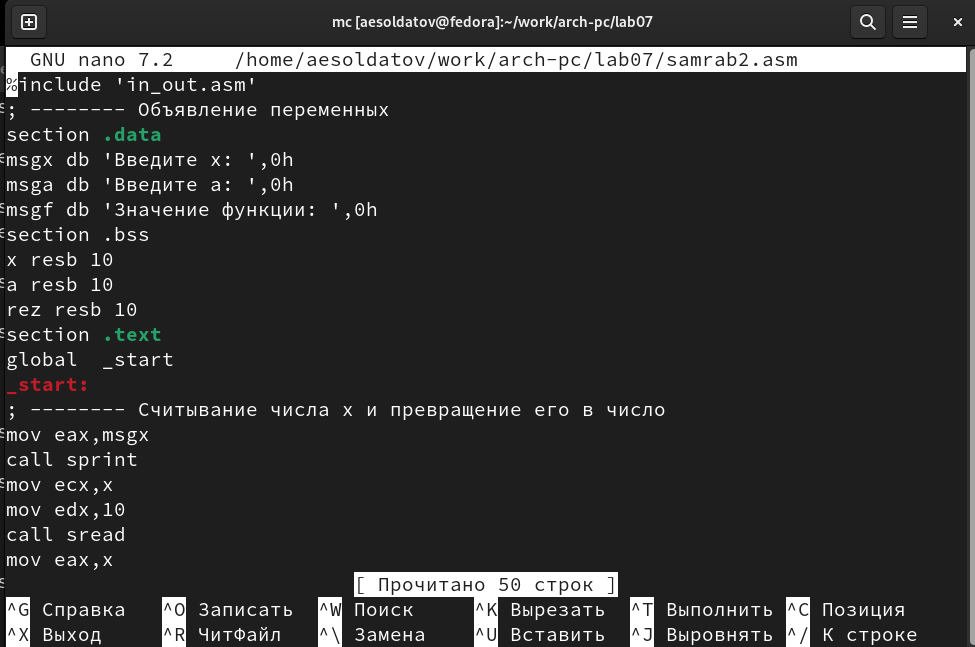 mc [aesoldatov@fedora]:~/work/arch-pc/lab07
GNU nano 7.2 /home/aesoldatov/work/arch-pc/lab07/samrab2.asm
%include 'in_out.asm'
; -------- Объявление переменных
section .data
msgx db 'Введите x: ',0h
msga db 'Введите a: ',0h
msgf db 'Значение функции: ',0h
section .bss
x resb 10
a resb 10
rez resb 10
section .text
global  _start
_start:
; -------- Считывание числа x и превращение его в число
mov eax,msgx
call sprint
mov ecx,x
mov edx,10
call sread
mov eax,x
[ Прочитано 50 строк ]
^G Справка ^O Записать ^W Поиск ^K Вырезать ^T Выполнить ^C Позиция
^X Выход ^R ЧитФайл ^\ Замена ^U Вставить ^J Выровнять ^/ К строке